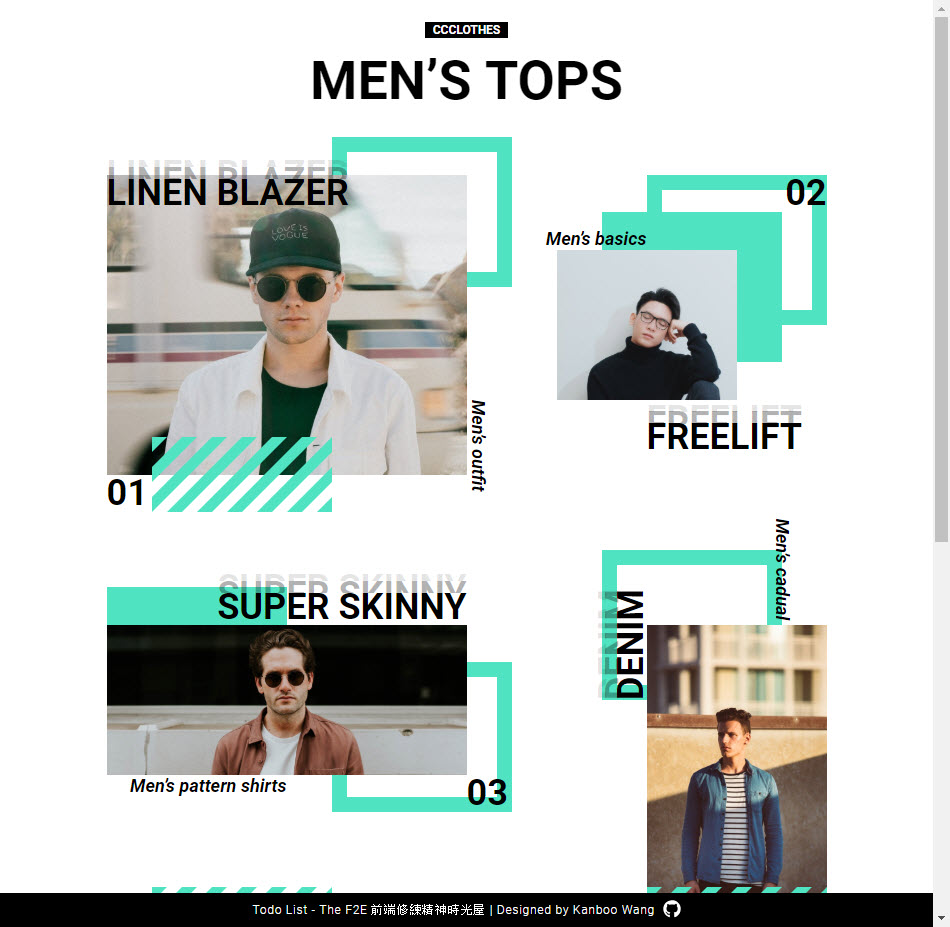 CCCLOTHES
MEN’S TOPS
LINEN BLAZER
LINEN BLAZER
LOVE IS
VOGUE
Men’s outfit
01
02
Men’s basics
FREELIFT
FREELIFT
SUPER SKINNY
SUPER SKINNY
Men’s pattern shirts
03
Men’s cadual
DENIM
DENIM
Todo List - The F2E 前端修練精神時光屋 | Designed by Kanboo Wang